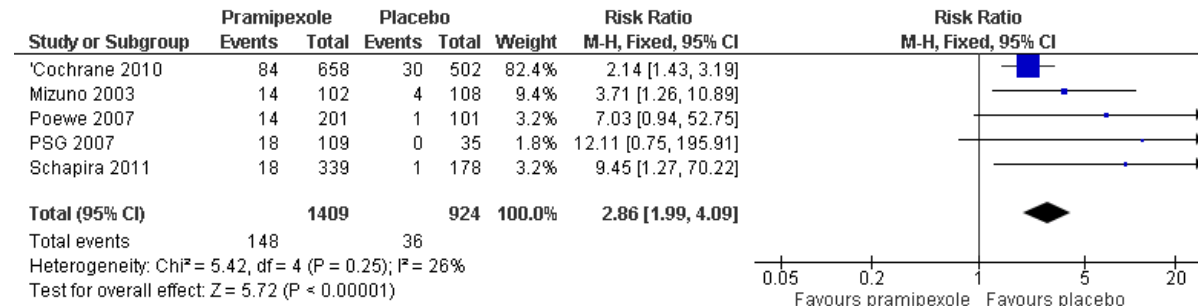 Pramipexole Placebo Risk Ratio Risk Ratio
Study or Subgroup Events Total Events Total Weight M-H, Fixed, 95% CI M-H, Fixed, 95% CI
'Cochrane 2010 84 658 30 502 82.4% 2.14 [1.43, 3.19]
Mizuno 2003 14 102 4 108 9.4% 3.71 [1.26, 10.89]
Poewe 2007 14 201 1 101 3.2% 7.03 [0.94, 52.75]
PSG 2007 18 109 0 35 1.8% 12.11 [0.75, 195.91]
Schapira 2011 18 339 1 178 3.2% 9.45 [1.27, 70.22]
Total (95% CI) 1409 924 100.0% 2.86 [1.99, 4.09]
Total events 148 36
Heterogeneity: Chi² = 5.42, df = 4 (P = 0.25); I² = 26%
Test for overall effect: Z = 5.72 (P < 0.00001)
0.05 0.2 1 5 20
Favours pramipexole Favours placebo